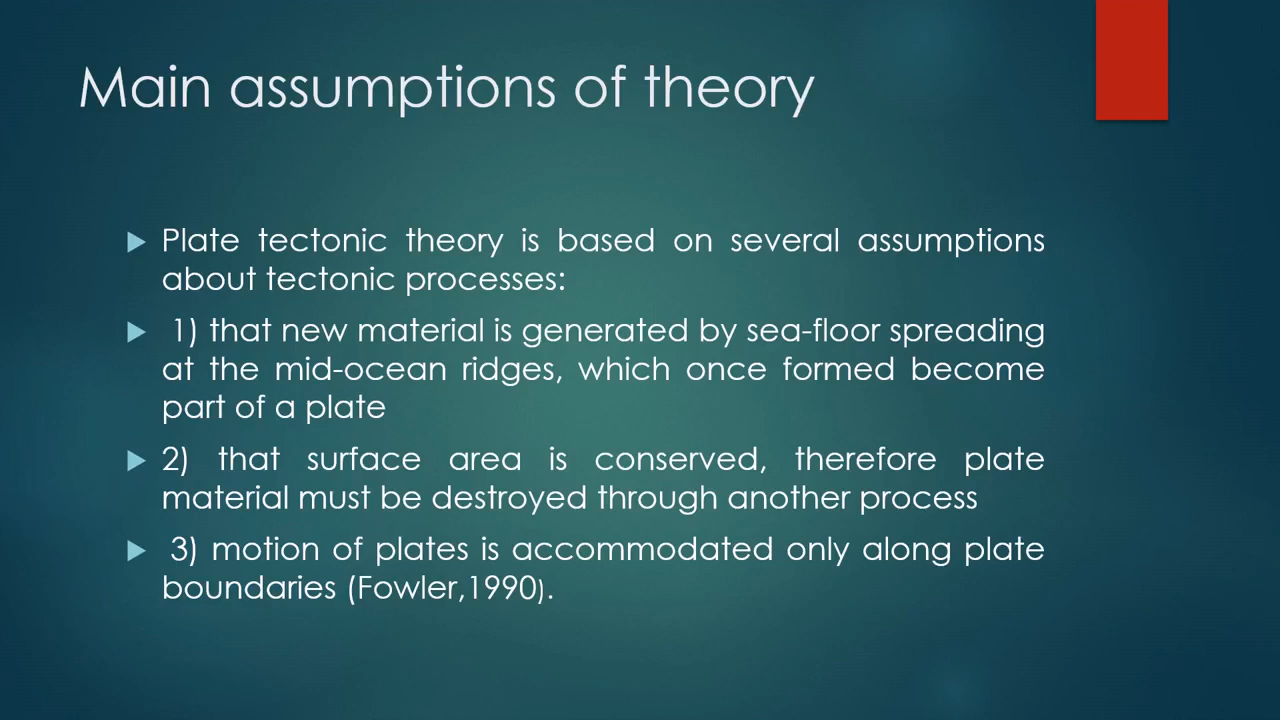 Main assumptions of theory
Plate tectonic theory is based on several assumptions
about tectonic processes:
1) that new material is generated by sea-floor spreading
at the mid-ocean ridges, which once formed become
part of a plate
2) that surface area is conserved, therefore plate
material must be destroyed through another process
3) motion of plates is accommodated only along plate
boundaries (Fowler,1990).